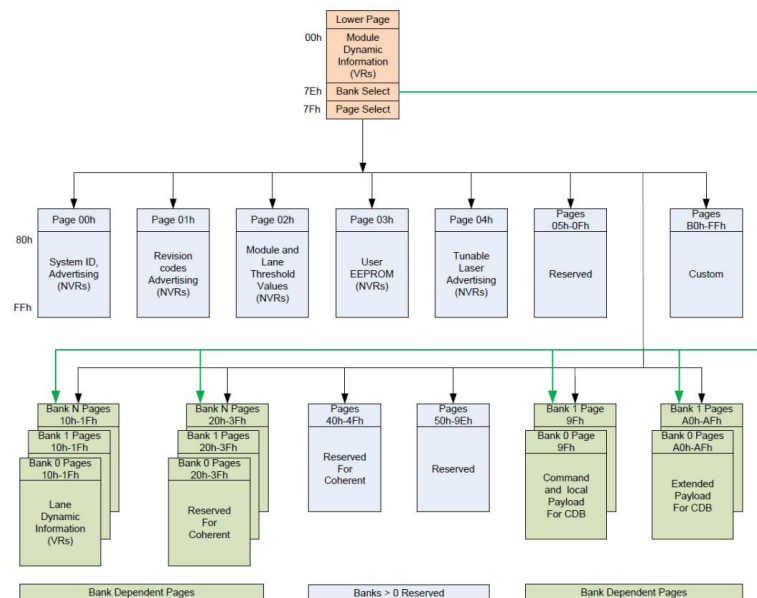 Lower Page
00h
Module
Dynamic
Information
(VRs)
7Eh
Bank Select
7Fh
Page Select
Page 00h
System ID,
Advertising
(NVRs)
Page 01h
Revision
codes
Advertising
(NVRs)
Page 02h
Module and
Lane
Threshold
Values
(NVRs)
Page 03h
User
EEPROM
(NVRs)
Page 04h
Tunable
Laser
Advertising
(NVRs)
Pages
05h-0Fh
Reserved
Pages
B0h-FFh
Custom
80h
FFh
Bank N Pages
10h-1Fh
Bank 1 Pages
10h-1Fh
Bank 0 Pages
10h-1Fh
Lane
Dynamic
Information
(VRs)
Bank N Pages
20h-3Fh
Bank 1 Pages
20h-3Fh
Bank 0 Pages
20h-3Fh
Reserved
For
Coherent
Pages
40h-4Fh
Reserved
For
Coherent
Pages
50h-9Eh
Reserved
Bank 1 Page
9Fh
Bank 0 Page
9Fh
Command
and local
Payload
For CDB
Bank 1 Pages
A0h-AFh
Bank 0 Pages
A0h-AFh
Extended
Payload
For CDB
Bank Dependent Pages
Banks > 0 Reserved
Bank Dependent Pages